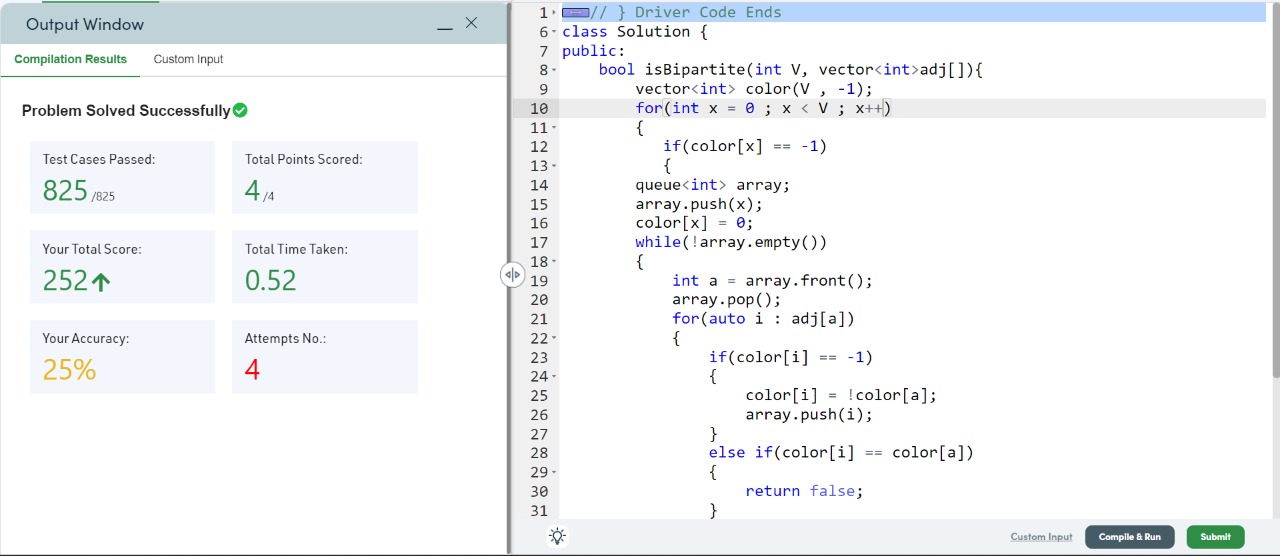 Output Window
Compilation Results
Custom Input
Problem Solved Successfully
Test Cases Passed:
825 /825
Total Points Scored:
4 /4
Your Total Score:
252
Total Time Taken:
0.52
Your Accuracy:
25%
Attempts No.:
4
1 // } Driver Code Ends
6 class Solution {
7 public:
8     bool isBipartite(int V, vector<int>adj[]){
9         vector<int> color(V , -1);
10         for(int x = 0 ; x < V ; x++)
11         {
12            if(color[x] == -1)
13            {
14         queue<int> array;
15         array.push(x);
16         color[x] = 0;
17         while(!array.empty())
18         {
19             int a = array.front();
20             array.pop();
21             for(auto i : adj[a])
22             {
23                 if(color[i] == -1)
24                 {
25                     color[i] = !color[a];
26                     array.push(i);
27                 }
28                 else if(color[i] == color[a])
29                 {
30                     return false;
31                 }
Custom Input
Compile & Run
Submit